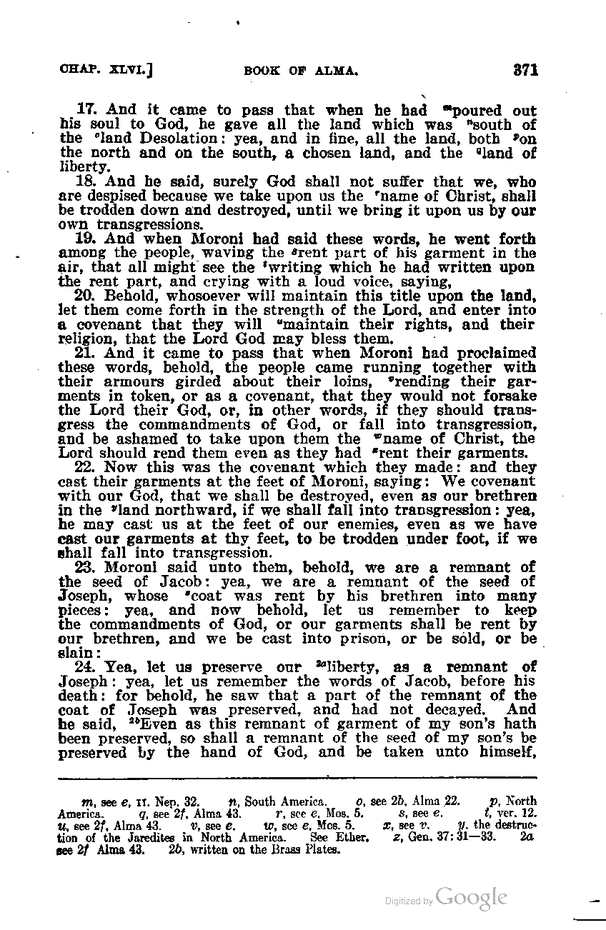 CHAP. XLVI.] BOOK OF ALMA. 371
17. And it came to pass that when he had ᵐpoured out
his soul to God, he gave all the land which was ⁿsouth of
the ᵒland Desolation: yea, and in fine, all the land, both ᵖon
the north and on the south, a chosen land, and the ᑫland of
liberty.
18. And he said, surely God shall not suffer that we, who
are despised because we take upon us the ʳname of Christ, shall
be trodden down and destroyed, until we bring it upon us by our
own transgressions.
19. And when Moroni had said these words, he went forth
among the people, waving the ˢrent part of his garment in the
air, that all might see the ᵗwriting which he had written upon
the rent part, and crying with a loud voice, saying,
20. Behold, whosoever will maintain this title upon the land,
let them come forth in the strength of the Lord, and enter into
a covenant that they will ᵘmaintain their rights, and their
religion, that the Lord God may bless them.
21. And it came to pass that when Moroni had proclaimed
these words, behold, the people came running together with
their armours girded about their loins, ᵛrending their gar-
ments in token, or as a covenant, that they would not forsake
the Lord their God, or, in other words, if they should trans-
gress the commandments of God, or fall into transgression,
and be ashamed to take upon them the ʷname of Christ, the
Lord should rend them even as they had ˣrent their garments.
22. Now this was the covenant which they made: and they
cast their garments at the feet of Moroni, saying: We covenant
with our God, that we shall be destroyed, even as our brethren
in the ʸland northward, if we shall fall into transgression: yea,
he may cast us at the feet of our enemies, even as we have
cast our garments at thy feet, to be trodden under foot, if we
shall fall into transgression.
23. Moroni said unto them, behold, we are a remnant of
the seed of Jacob: yea, we are a remnant of the seed of
Joseph, whose ᶻcoat was rent by his brethren into many
pieces: yea, and now behold, let us remember to keep
the commandments of God, or our garments shall be rent by
our brethren, and we be cast into prison, or be sold, or be
slain:
24. Yea, let us preserve our ²ᵃliberty, as a remnant of
Joseph: yea, let us remember the words of Jacob, before his
death: for behold, he saw that a part of the remnant of the
coat of Joseph was preserved, and had not decayed. And
he said, ²ᵇEven as this remnant of garment of my son's hath
been preserved, so shall a remnant of the seed of my son's be
preserved by the hand of God, and be taken unto himself,
m, see e, II. Nep. 32. n, South America. o, see 2b, Alma 22. p, North
America. q, see 2f, Alma 43. r, see e, Mos. 5. s, see e. t, ver. 12.
u, see 2f, Alma 43. v, see e. w, see e, Mos. 5. x, see v. y, the destruc-
tion of the Jaredites in North America. See Ether. z, Gen. 37: 31—33. 2a
see 2f Alma 43. 2b, written on the Brass Plates.
Digitized by Google